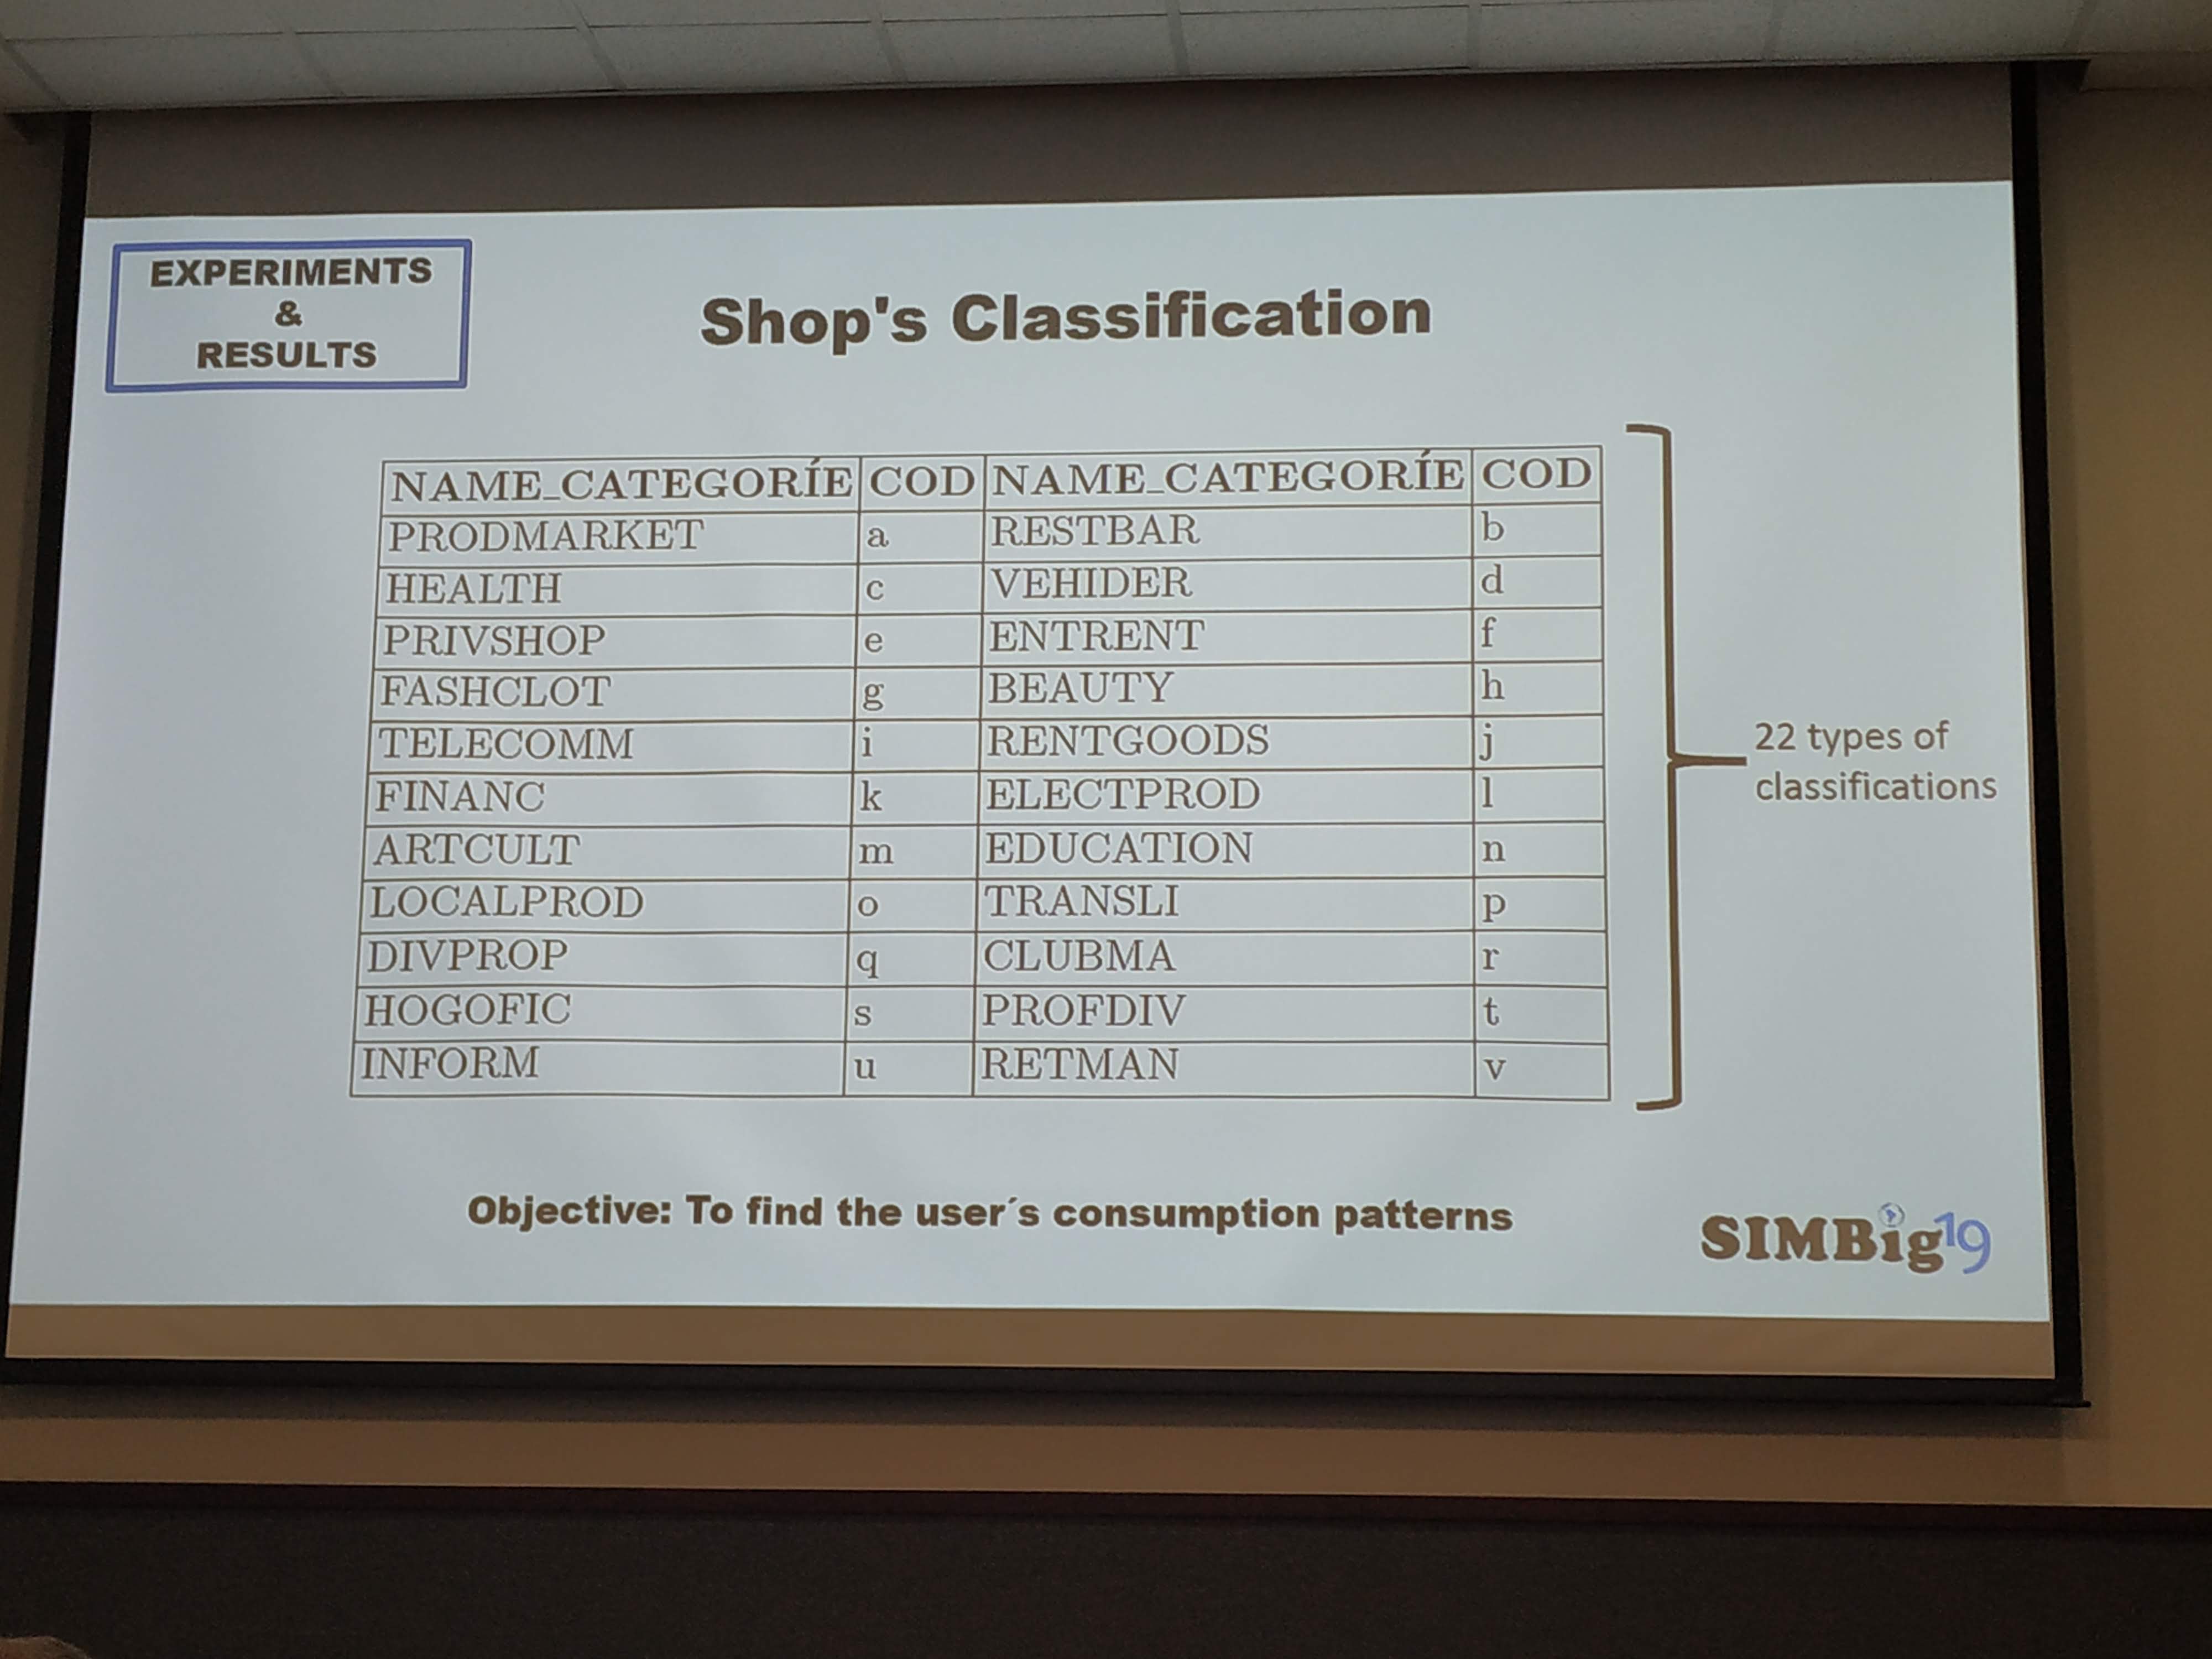 EXPERIMENTS
&
RESULTS
Shop's Classification
NAME_CATEGORÍE COD NAME_CATEGORÍE COD
PRODMARKET a RESTBAR b
HEALTH c VEHIDER d
PRIVSHOP e ENTRENT f
FASHCLOT g BEAUTY h
TELECOMM i RENTGOODS j
FINANC k ELECTPROD l
ARTCULT m EDUCATION n
LOCALPROD o TRANSLI p
DIVPROP q CLUBMA r
HOGOFIC s PROFDIV t
INFORM u RETMAN v
22 types of
classifications
Objective: To find the user´s consumption patterns
SIMBig19